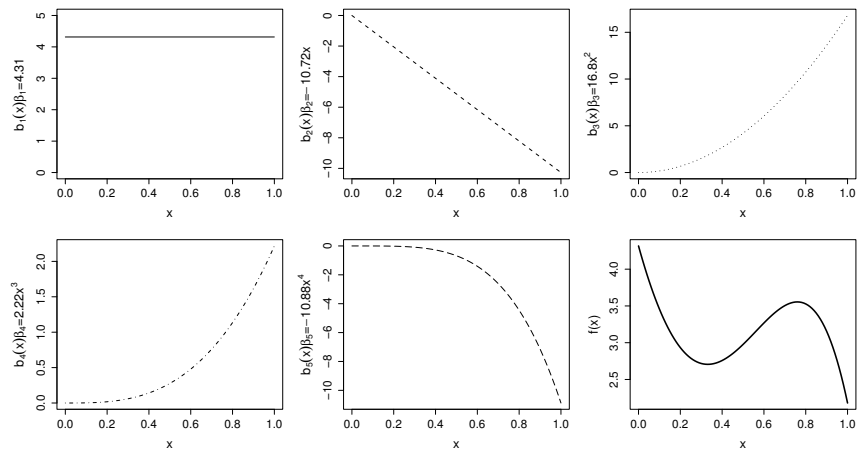 b₁(x)β₁=4.31
0 1 2 3 4 5
0.0 0.2 0.4 0.6 0.8 1.0
x
b₂(x)β₂=−10.72x
−10 −8 −6 −4 −2 0
0.0 0.2 0.4 0.6 0.8 1.0
x
b₃(x)β₃=16.8x²
0 5 10 15
0.0 0.2 0.4 0.6 0.8 1.0
x
b₄(x)β₄=2.22x³
0.0 0.5 1.0 1.5 2.0
0.0 0.2 0.4 0.6 0.8 1.0
x
b₅(x)β₅=−10.88x⁴
−10 −8 −6 −4 −2 0
0.0 0.2 0.4 0.6 0.8 1.0
x
f(x)
2.5 3.0 3.5 4.0
0.0 0.2 0.4 0.6 0.8 1.0
x